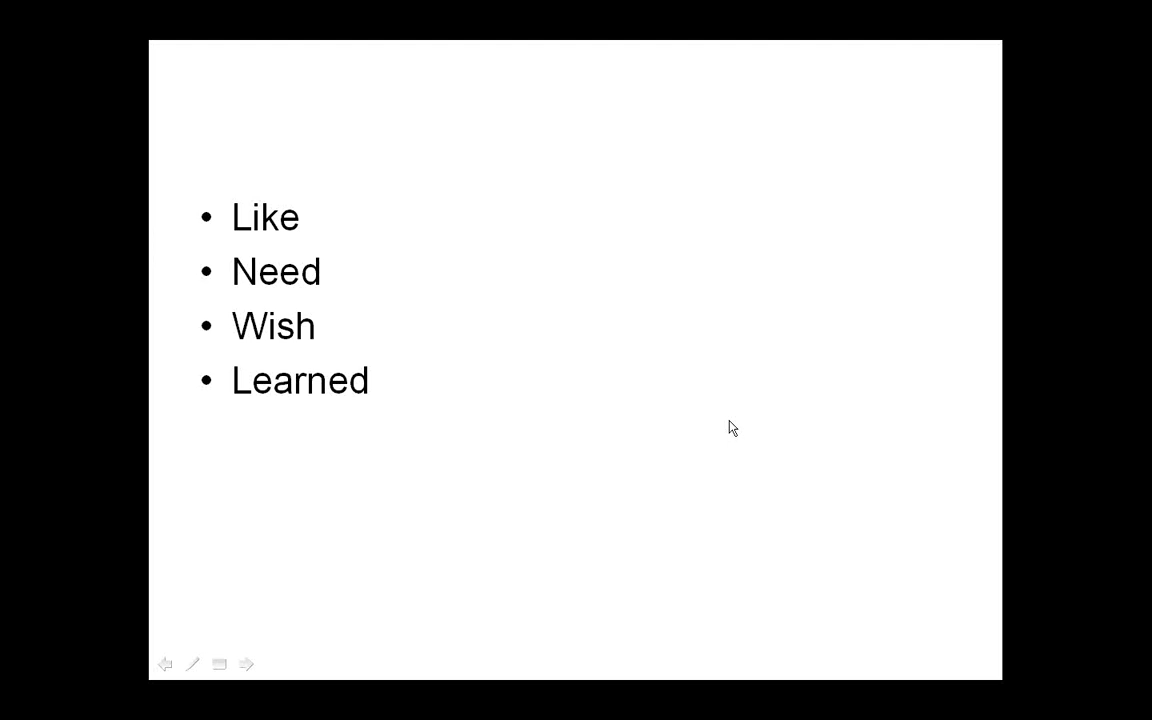 • Like
• Need
• Wish
• Learned